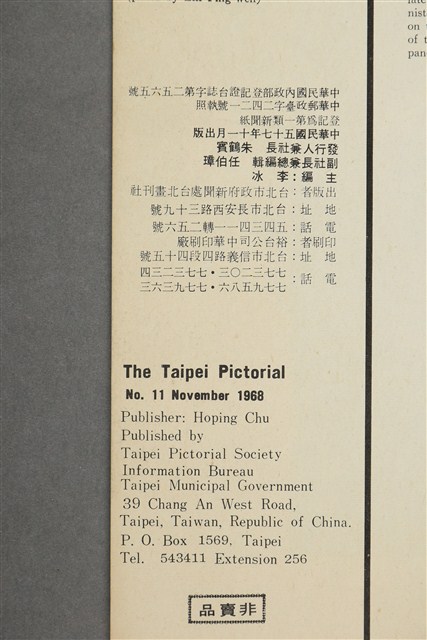 中華民國內政部登記證台誌字第二五六五號
中華郵政臺字二四二一號執照
登記爲第一類新聞紙
中華民國五十七年十一月出版
發行人兼社長 朱鶴賓
副社長兼總編輯 任伯璋
主編：李冰
出版者：台北市政府新聞處台北畫刊社
地址：台北市長安西路三十九號
電話：五四三四一一轉二五六號
印刷者：裕台公司中華印刷廠
地址：台北市信義路四段四十五號
電話：七七三二〇三・七七三二三四
七七九五八六・七七九三六三
The Taipei Pictorial
No. 11 November 1968
Publisher: Hoping Chu
Published by
Taipei Pictorial Society
Information Bureau
Taipei Municipal Government
39 Chang An West Road,
Taipei, Taiwan, Republic of China.
P. O. Box 1569, Taipei
Tel. 543411 Extension 256
非賣品